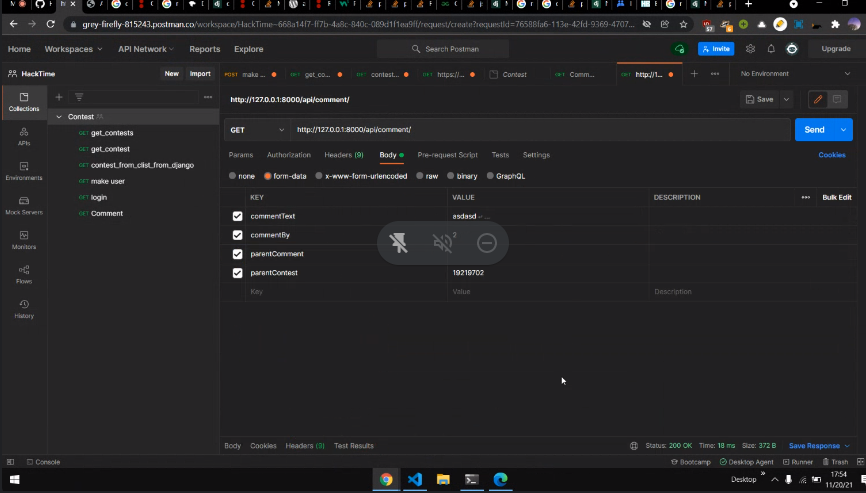 grey-firefly-815243.postman.co/workspace/HackTime~668a14f7-ff7b-4a8c-840c-089d1f1ea9ff/request/create?requestId=76588fa6-113e-42fd-9369-4707...
Home Workspaces API Network Reports Explore Search Postman Invite Upgrade
HackTime New Import POST make ... GET get_co... GET contest... GET https:/... Contest GET Comm... GET http://1... No Environment
Collections
http://127.0.0.1:8000/api/comment/ Save
Contest
GET get_contests
GET http://127.0.0.1:8000/api/comment/ Send
APIs
GET get_contest
Params Authorization Headers (9) Body Pre-request Script Tests Settings Cookies
GET contest_from_clist_from_django
Environments
GET make user
none form-data x-www-form-urlencoded raw binary GraphQL
GET login
KEY VALUE DESCRIPTION Bulk Edit
Mock Servers
GET Comment
commentText asdasd ...
commentBy
Monitors
parentComment
parentContest 19219702
Flows
Key Value Description
History
Body Cookies Headers (9) Test Results Status: 200 OK Time: 18 ms Size: 372 B Save Response
Console Bootcamp Desktop Agent Runner Trash
Desktop 17:54
11/20/21